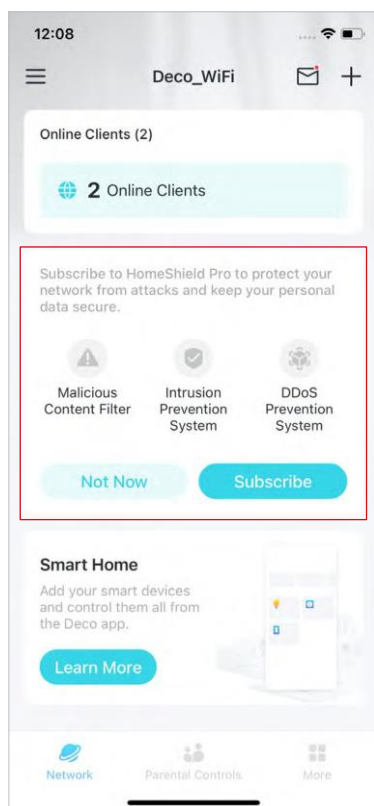 12:08
Deco_WiFi
Online Clients (2)
2 Online Clients
Subscribe to HomeShield Pro to protect your
network from attacks and keep your personal
data secure.
Malicious
Content Filter
Intrusion
Prevention
System
DDoS
Prevention
System
Not Now
Subscribe
Smart Home
Add your smart devices
and control them all from
the Deco app.
Learn More
Network
Parental Controls
More